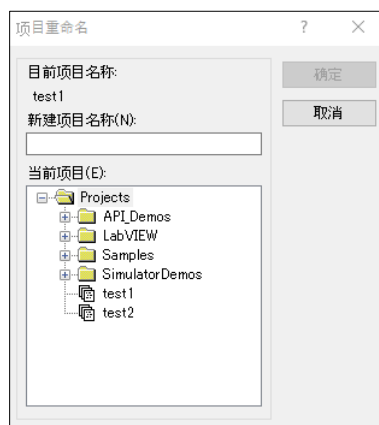 项目重命名
?
目前项目名称:
确定
test1
取消
新建项目名称(N):
当前项目(E):
Projects
API_Demos
LabVIEW
Samples
SimulatorDemos
test1
test2